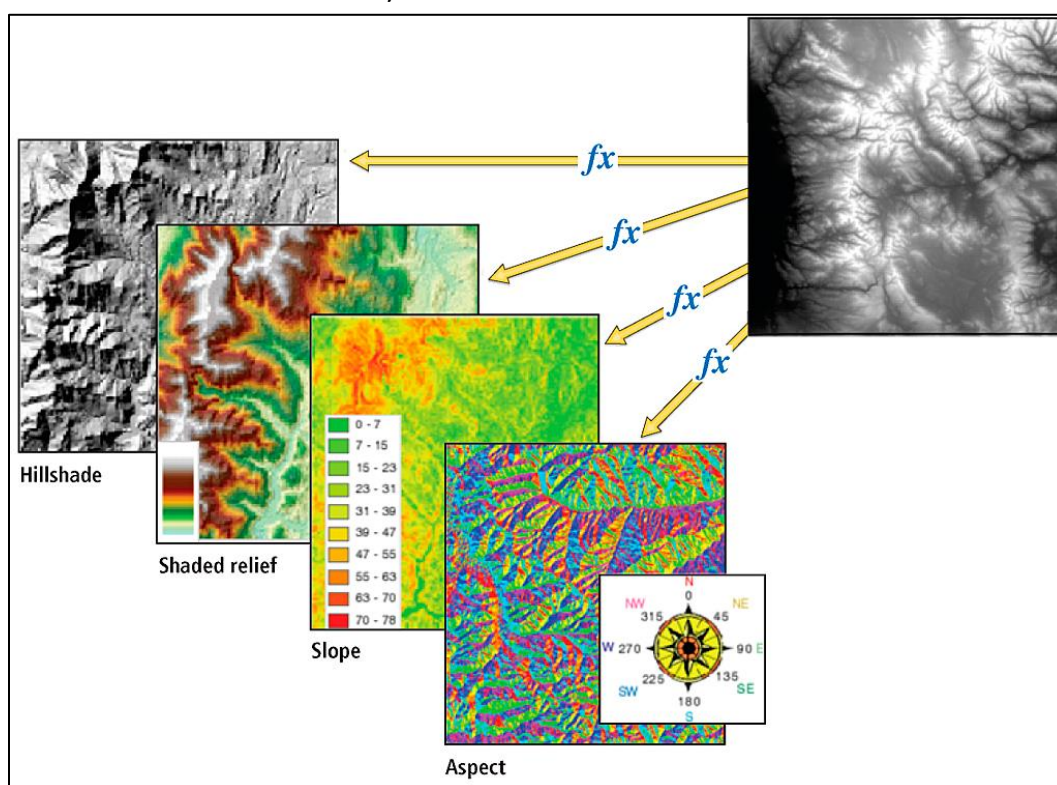 fx
fx
fx
fx
Hillshade
Shaded relief
0 - 7
7 - 15
15 - 23
23 - 31
31 - 39
39 - 47
47 - 55
55 - 63
63 - 70
70 - 78
Slope
N
0
NW NE
315 45
W 270 90 E
225 135
SW SE
180
S
Aspect